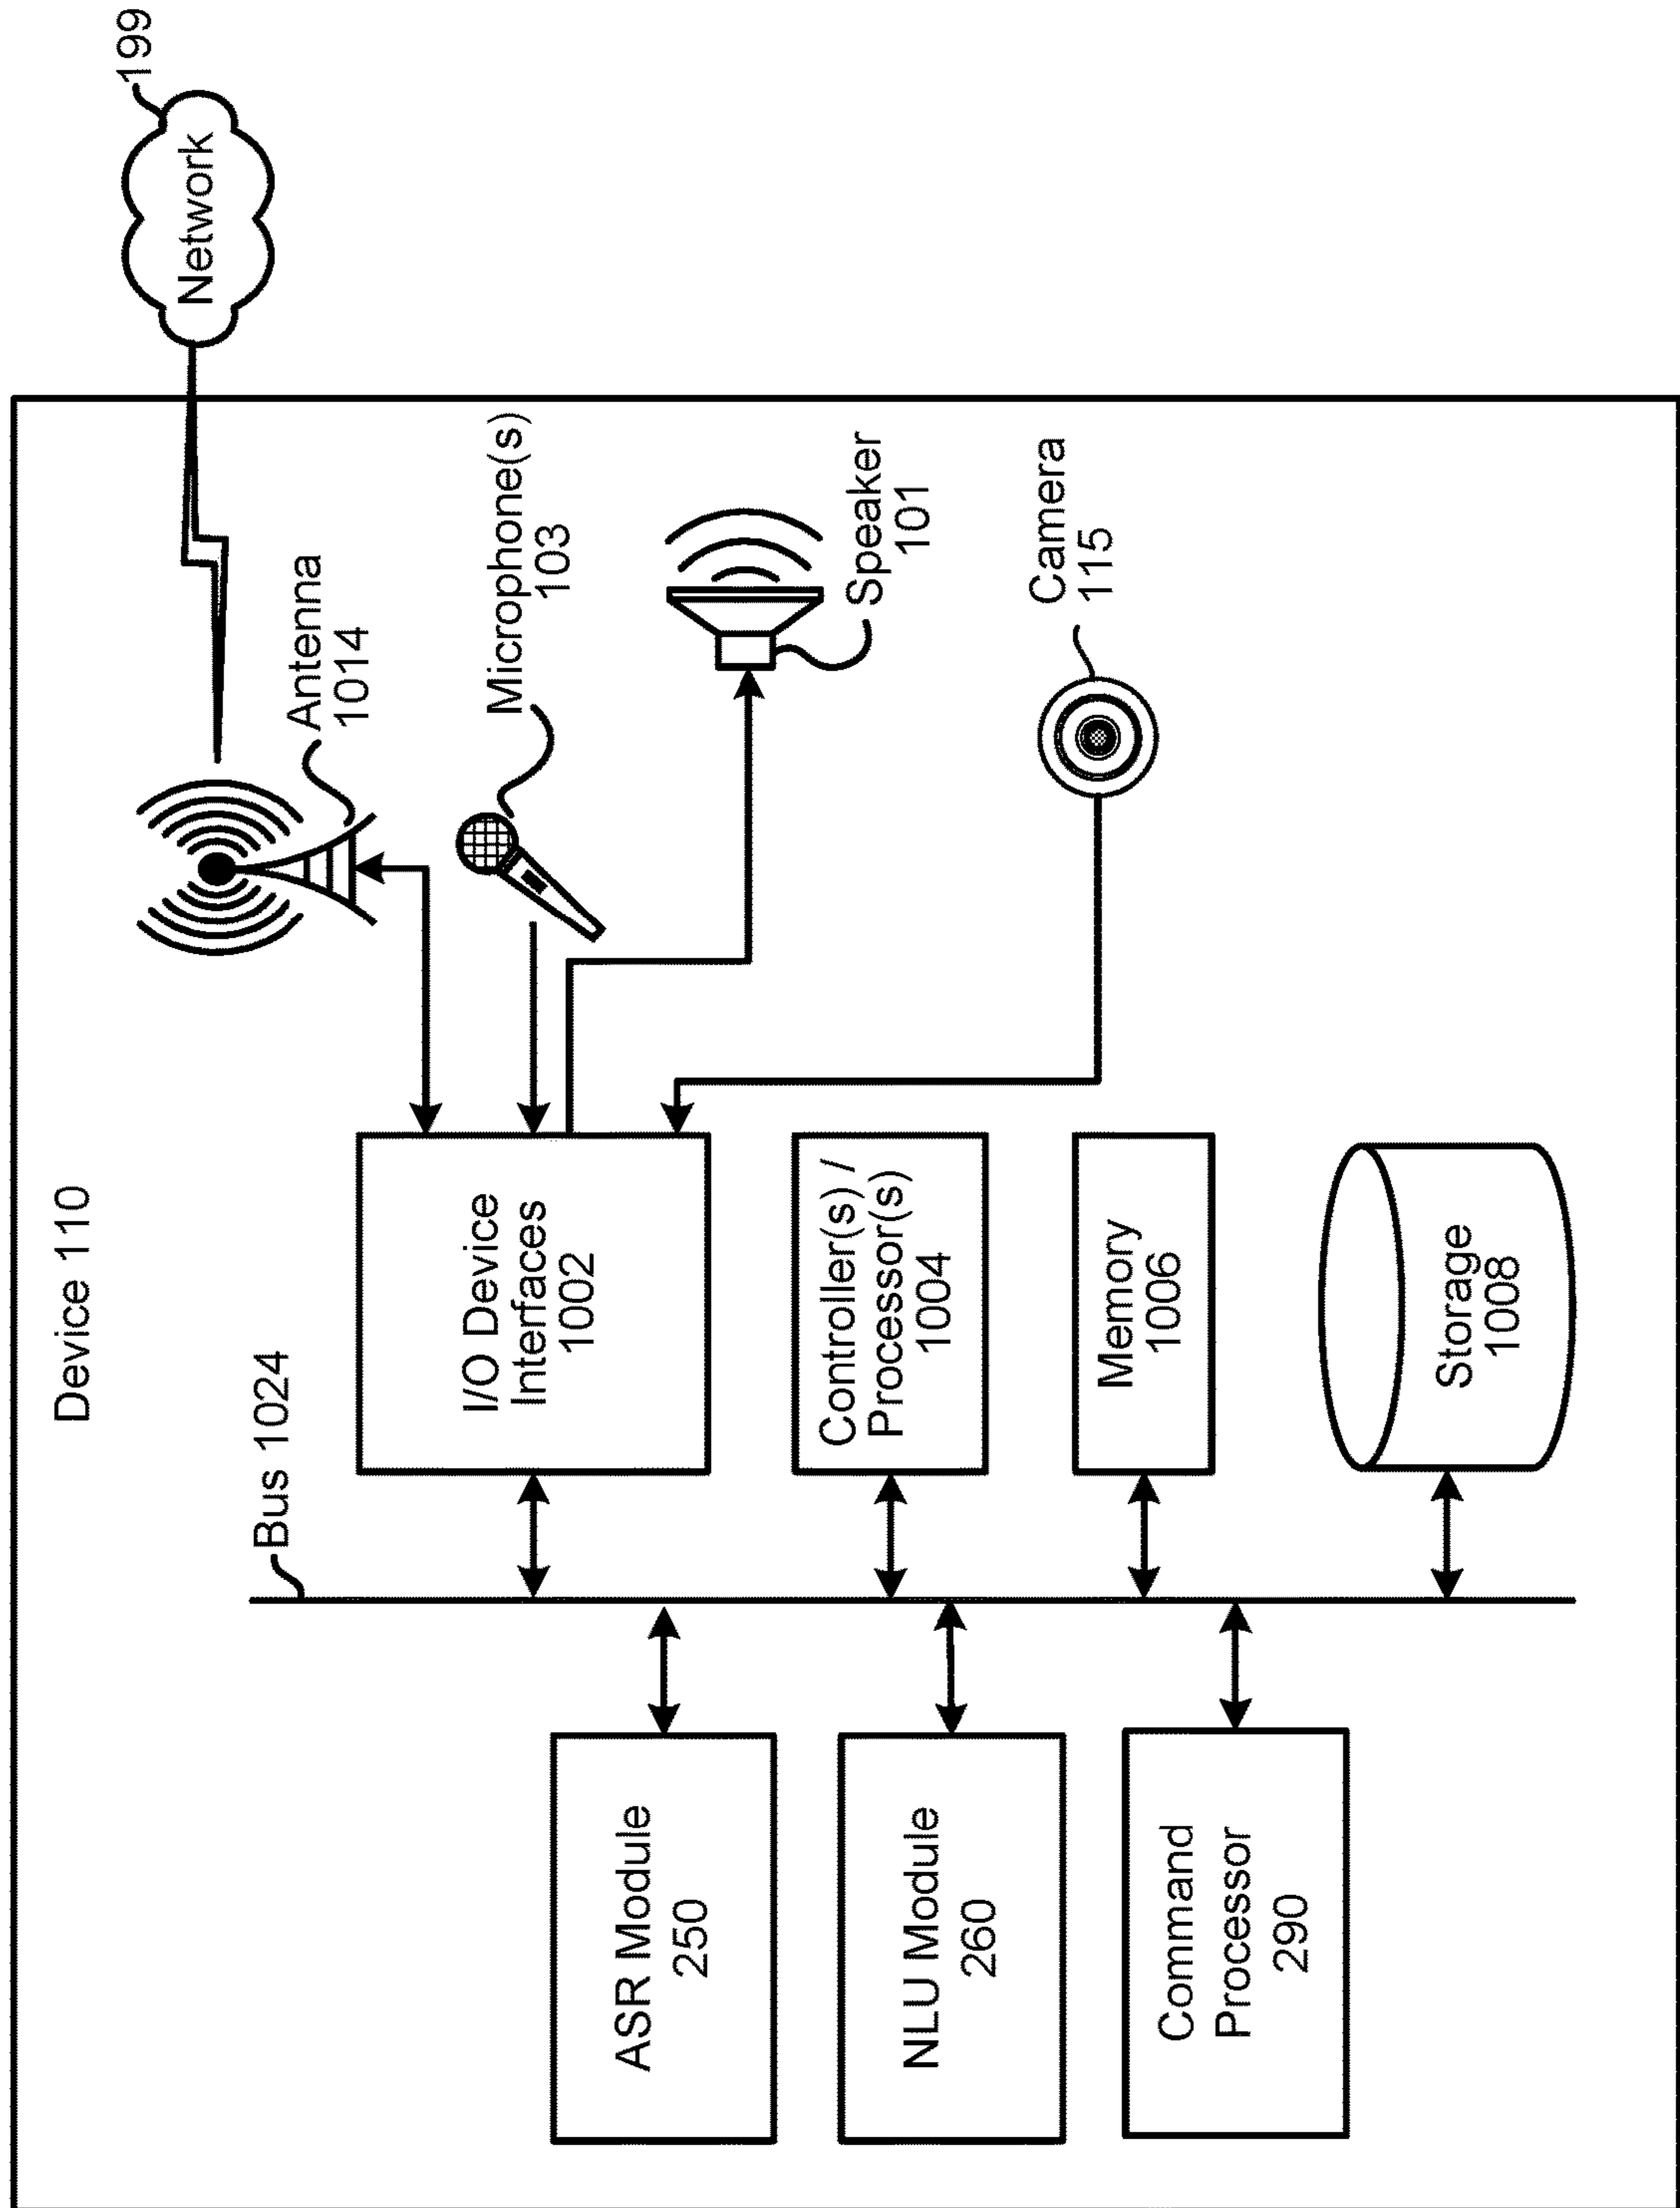 Device 110
Bus 1024
Network
199
Antenna
1014
I/O Device
Interfaces
1002
Microphone(s)
103
ASR Module
250
Speaker
101
Controller(s) /
Processor(s)
1004
NLU Module
260
Camera
115
Memory
1006
Command
Processor
290
Storage
1008